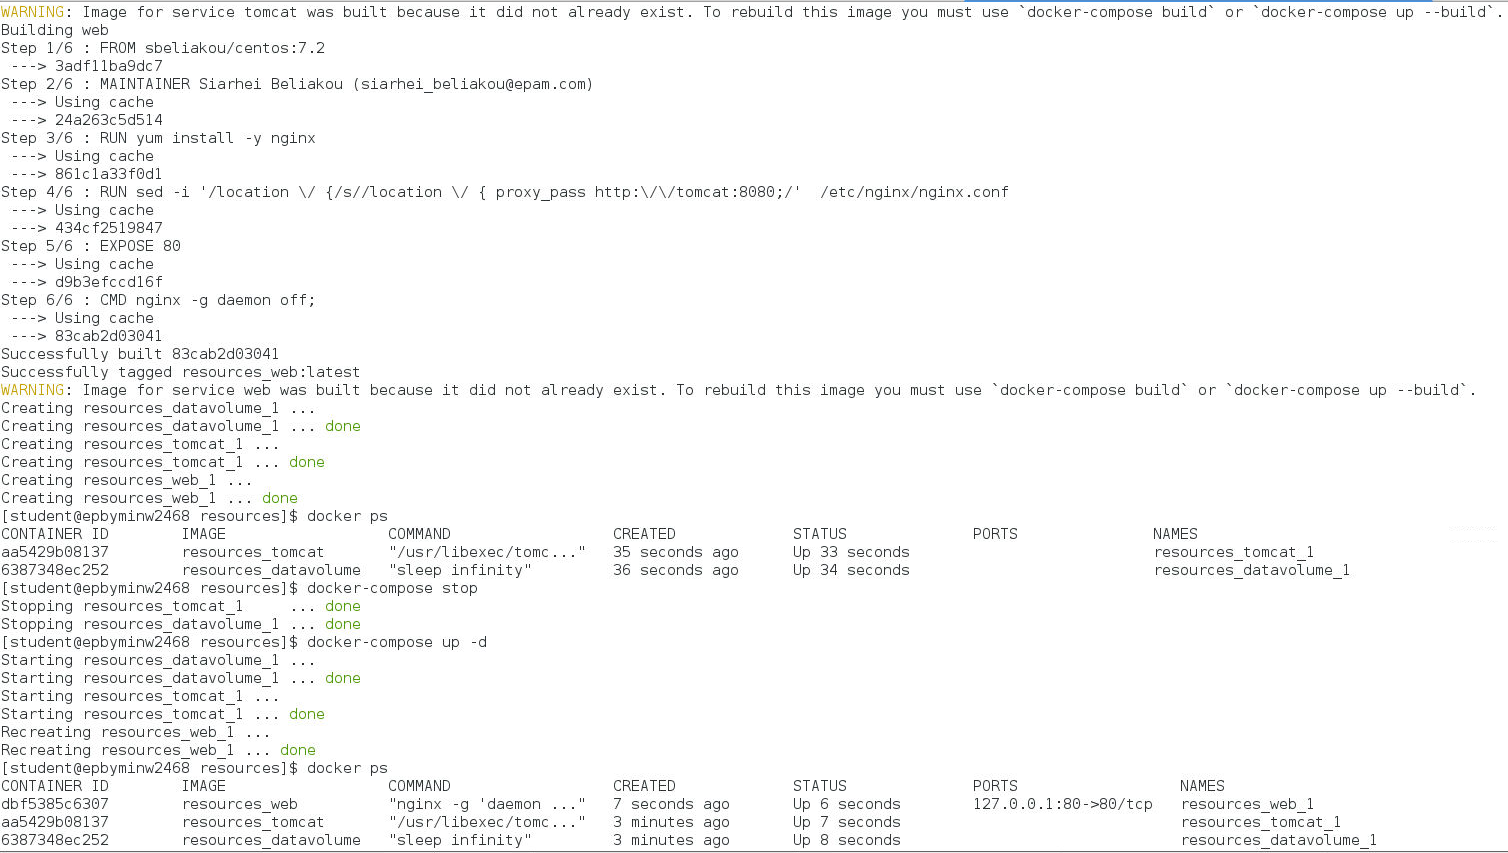 WARNING: Image for service tomcat was built because it did not already exist. To rebuild this image you must use `docker-compose build` or `docker-compose up --build`.
Building web
Step 1/6 : FROM sbeliakou/centos:7.2
 ---> 3adf11ba9dc7
Step 2/6 : MAINTAINER Siarhei Beliakou (siarhei_beliakou@epam.com)
 ---> Using cache
 ---> 24a263c5d514
Step 3/6 : RUN yum install -y nginx
 ---> Using cache
 ---> 861c1a33f0d1
Step 4/6 : RUN sed -i '/location \/ {/s//location \/ { proxy_pass http:\/\/tomcat:8080;/'  /etc/nginx/nginx.conf
 ---> Using cache
 ---> 434cf2519847
Step 5/6 : EXPOSE 80
 ---> Using cache
 ---> d9b3efccd16f
Step 6/6 : CMD nginx -g daemon off;
 ---> Using cache
 ---> 83cab2d03041
Successfully built 83cab2d03041
Successfully tagged resources_web:latest
WARNING: Image for service web was built because it did not already exist. To rebuild this image you must use `docker-compose build` or `docker-compose up --build`.
Creating resources_datavolume_1 ...
Creating resources_datavolume_1 ... done
Creating resources_tomcat_1 ...
Creating resources_tomcat_1 ... done
Creating resources_web_1 ...
Creating resources_web_1 ... done
[student@epbyminw2468 resources]$ docker ps
CONTAINER ID        IMAGE                  COMMAND                  CREATED             STATUS              PORTS               NAMES
aa5429b08137        resources_tomcat       "/usr/libexec/tomc..."   35 seconds ago      Up 33 seconds                           resources_tomcat_1
6387348ec252        resources_datavolume   "sleep infinity"         36 seconds ago      Up 34 seconds                           resources_datavolume_1
[student@epbyminw2468 resources]$ docker-compose stop
Stopping resources_tomcat_1     ... done
Stopping resources_datavolume_1 ... done
[student@epbyminw2468 resources]$ docker-compose up -d
Starting resources_datavolume_1 ...
Starting resources_datavolume_1 ... done
Starting resources_tomcat_1 ...
Starting resources_tomcat_1 ... done
Recreating resources_web_1 ...
Recreating resources_web_1 ... done
[student@epbyminw2468 resources]$ docker ps
CONTAINER ID        IMAGE                  COMMAND                  CREATED             STATUS              PORTS                  NAMES
dbf5385c6307        resources_web          "nginx -g 'daemon ..."   7 seconds ago       Up 6 seconds        127.0.0.1:80->80/tcp   resources_web_1
aa5429b08137        resources_tomcat       "/usr/libexec/tomc..."   3 minutes ago       Up 7 seconds                               resources_tomcat_1
6387348ec252        resources_datavolume   "sleep infinity"         3 minutes ago       Up 8 seconds                               resources_datavolume_1